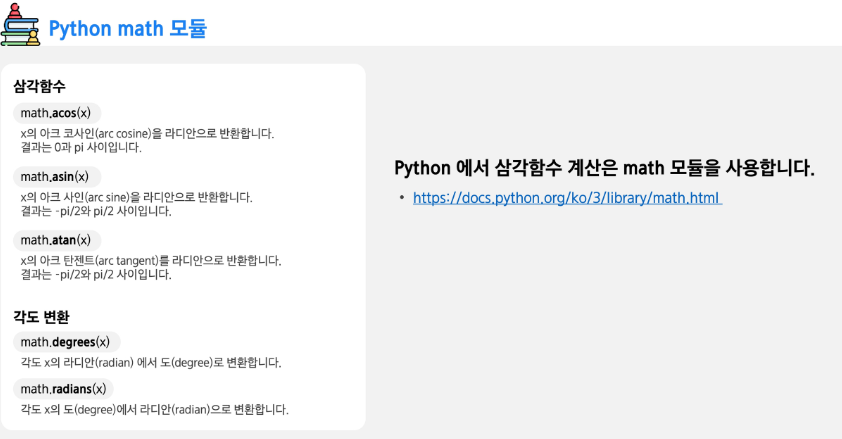 Python math 모듈
삼각함수
math.acos(x)
x의 아크 코사인(arc cosine)을 라디안으로 반환합니다.
결과는 0과 pi 사이입니다.
math.asin(x)
x의 아크 사인(arc sine)을 라디안으로 반환합니다.
결과는 -pi/2와 pi/2 사이입니다.
math.atan(x)
x의 아크 탄젠트(arc tangent)를 라디안으로 반환합니다.
결과는 -pi/2와 pi/2 사이입니다.
각도 변환
math.degrees(x)
각도 x의 라디안(radian) 에서 도(degree)로 변환합니다.
math.radians(x)
각도 x의 도(degree)에서 라디안(radian)으로 변환합니다.
Python 에서 삼각함수 계산은 math 모듈을 사용합니다.
• https://docs.python.org/ko/3/library/math.html